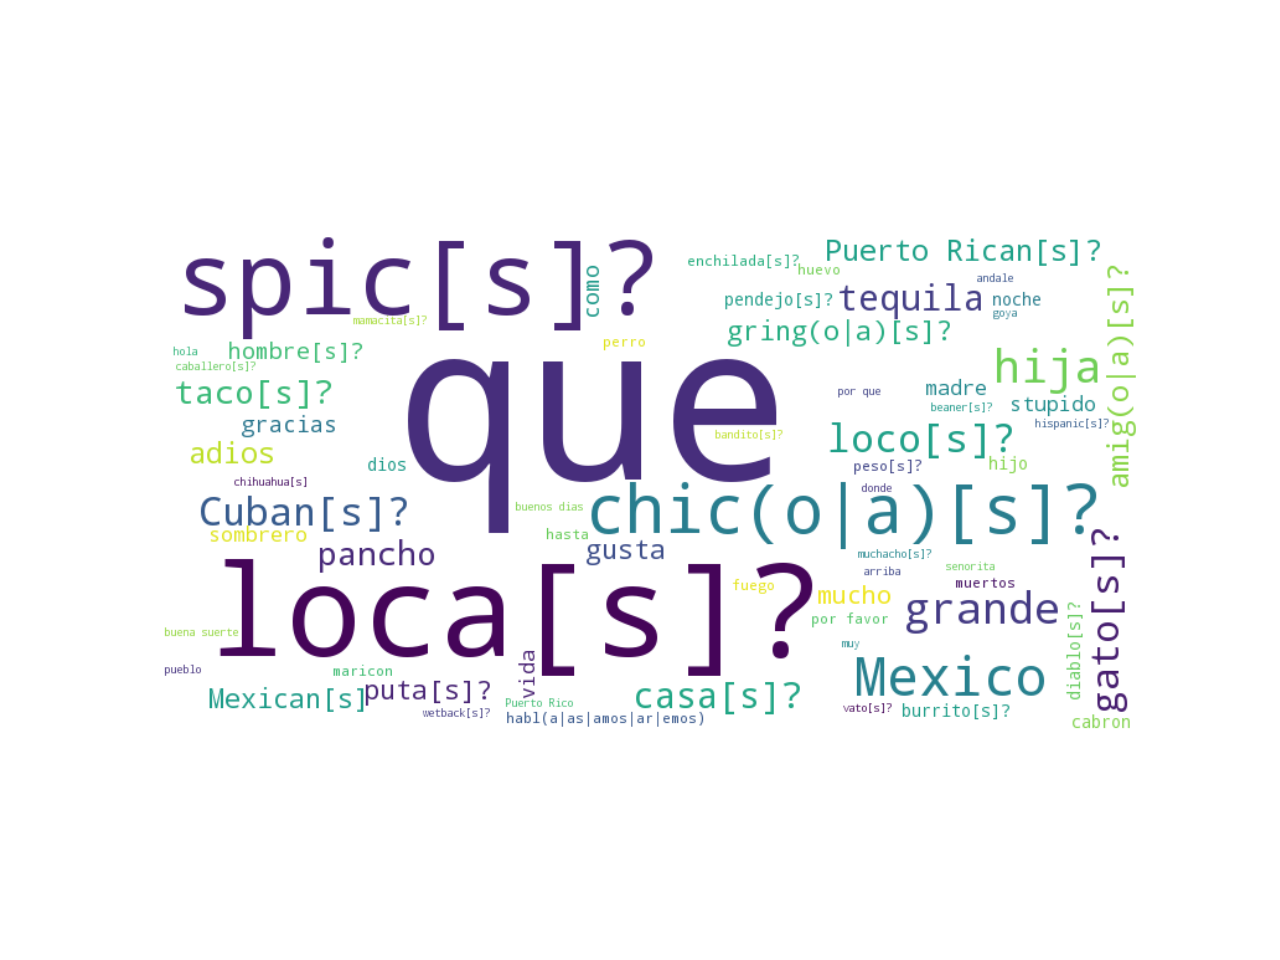 spic[s]?
como
enchilada[s]?
Puerto Rican[s]?
huevo
andale
amig(o|a)[s]?
pendejo[s]?
tequila
noche
goya
mamacita[s]?
gring(o|a)[s]?
hola
hombre[s]?
perro
caballero[s]?
que
hija
taco[s]?
por que
madre
beaner[s]?
stupido
gracias
hispanic[s]?
bandito[s]?
loco[s]?
adios
dios
peso[s]?
hijo
chihuahua[s]
donde
Cuban[s]?
buenos dias
chic(o|a)[s]?
sombrero
hasta
pancho
gusta
muchacho[s]?
gato[s]?
arriba
senorita
loca[s]?
fuego
mucho
muertos
grande
por favor
diablo[s]?
buena suerte
muy
pueblo
maricon
vida
Mexico
Mexican[s]
puta[s]?
casa[s]?
Puerto Rico
wetback[s]?
vato[s]?
burrito[s]?
habl(a|as|amos|ar|emos)
cabron